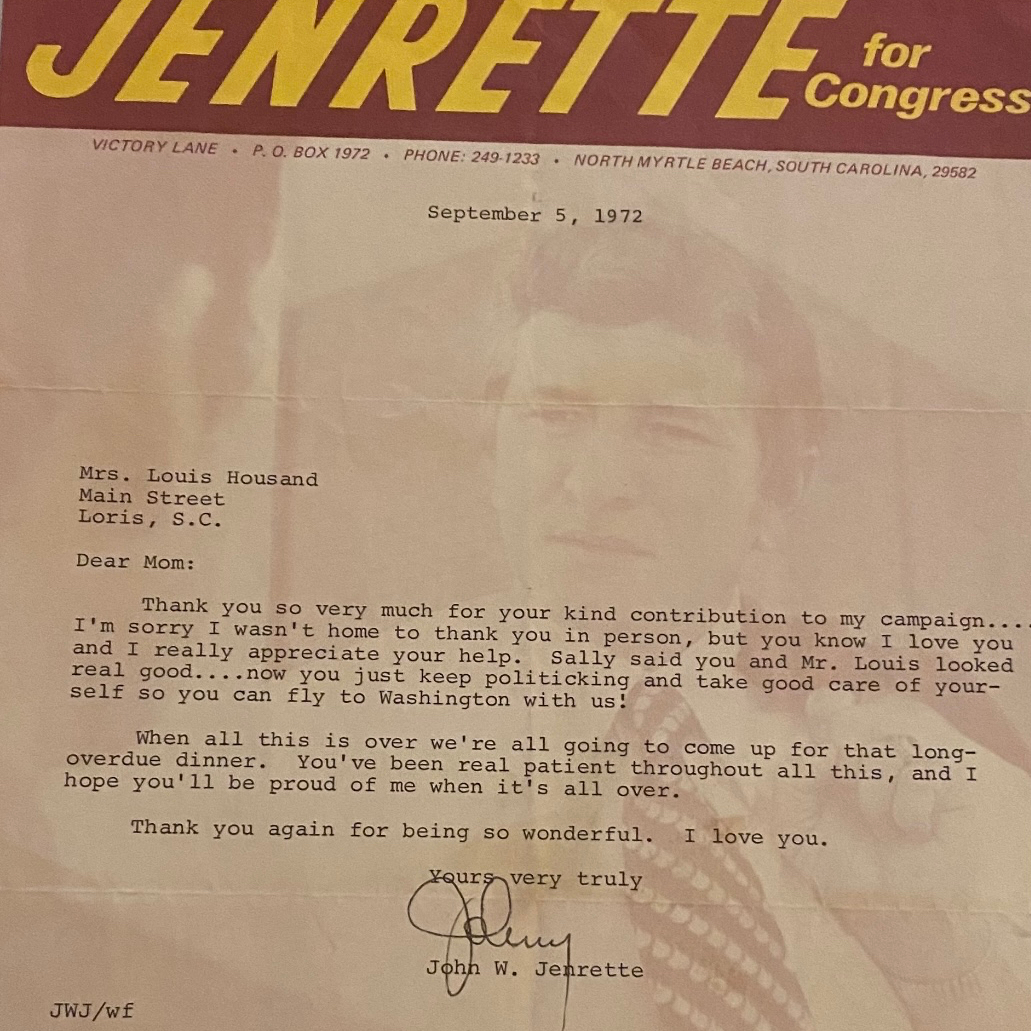 JENRETTE for Congress
VICTORY LANE • P. O. BOX 1972 • PHONE: 249-1233 • NORTH MYRTLE BEACH, SOUTH CAROLINA, 29582
September 5, 1972
Mrs. Louis Housand
Main Street
Loris, S.C.
Dear Mom:
Thank you so very much for your kind contribution to my campaign....
I'm sorry I wasn't home to thank you in person, but you know I love you
and I really appreciate your help. Sally said you and Mr. Louis looked
real good....now you just keep politicking and take good care of your-
self so you can fly to Washington with us!
When all this is over we're all going to come up for that long-
overdue dinner. You've been real patient throughout all this, and I
hope you'll be proud of me when it's all over.
Thank you again for being so wonderful. I love you.
Yours very truly
John W. Jenrette
JWJ/wf